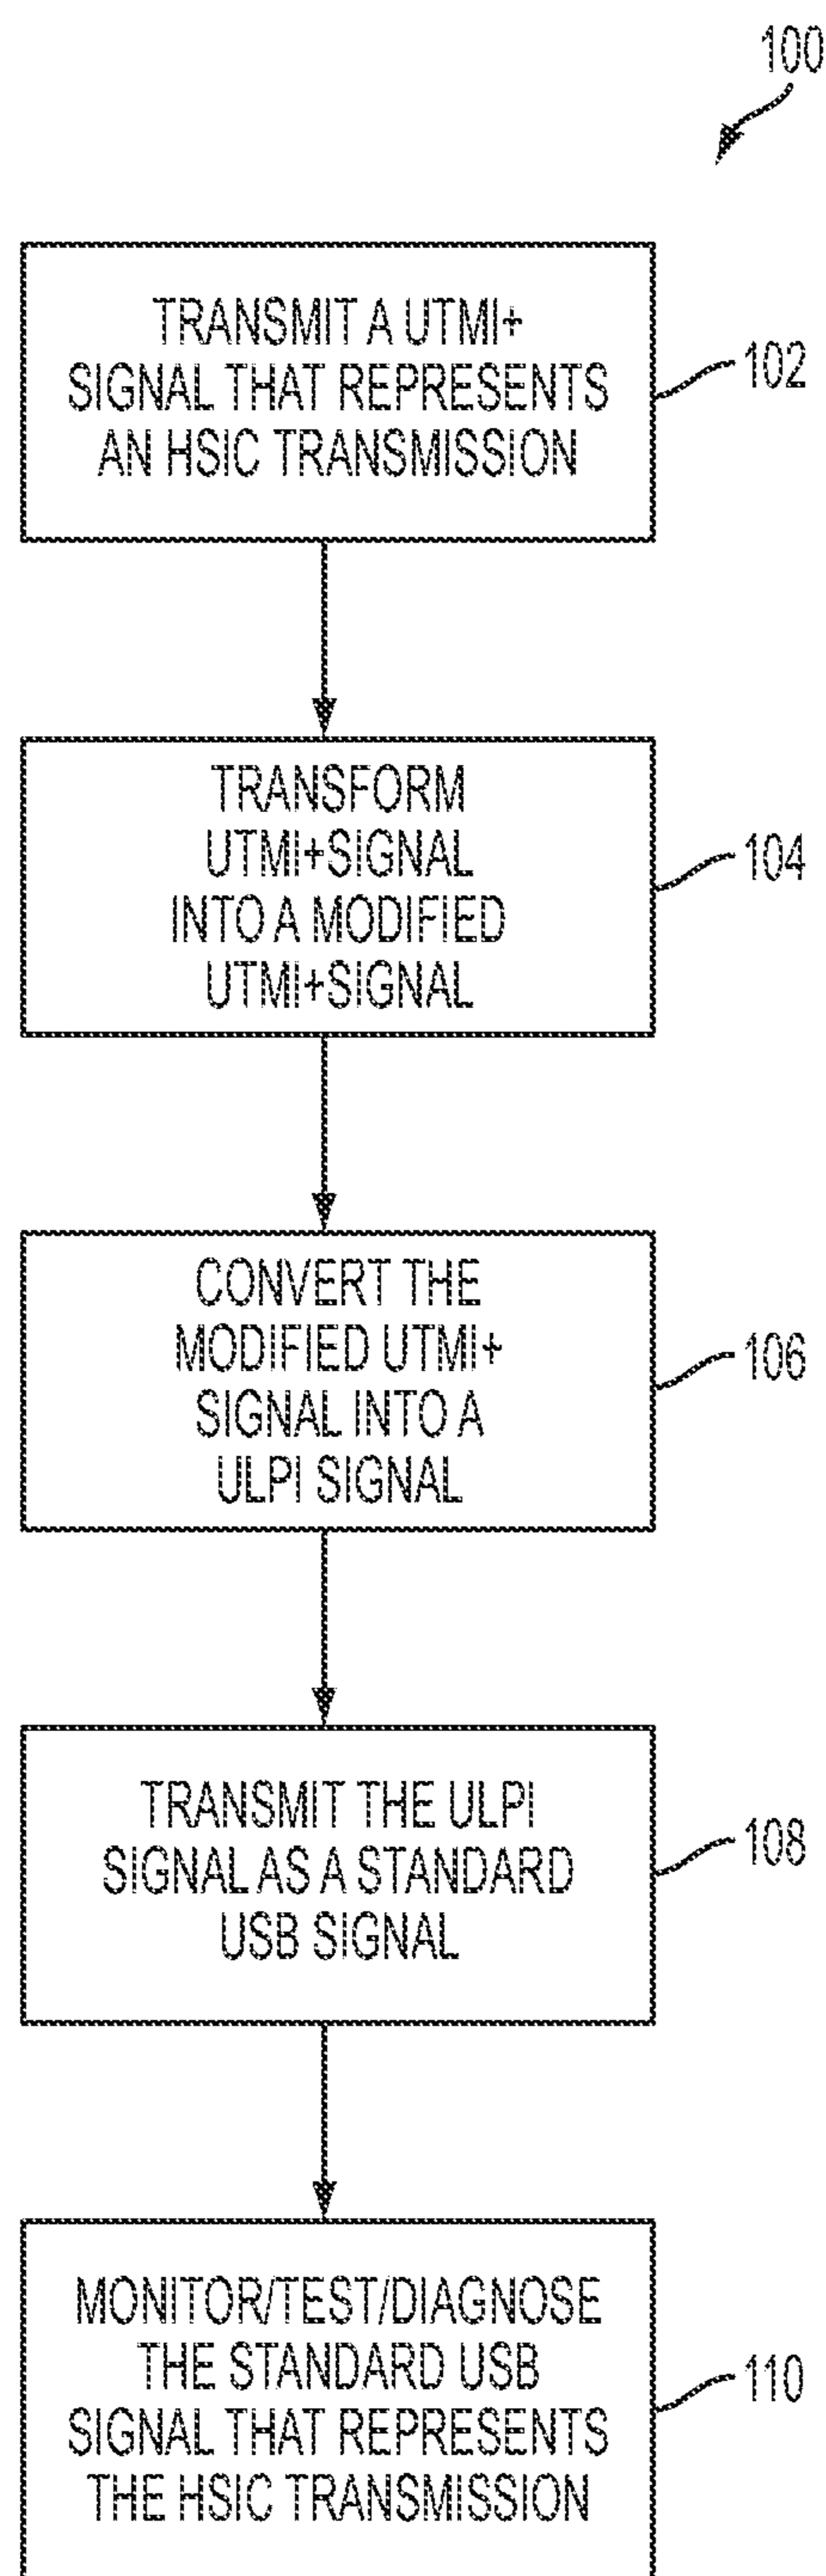 100
TRANSMIT A UTMI+
SIGNAL THAT REPRESENTS
AN HSIC TRANSMISSION
102
TRANSFORM
UTMI+SIGNAL
INTO A MODIFIED
UTMI+SIGNAL
104
CONVERT THE
MODIFIED UTMI+
SIGNAL INTO A
ULPI SIGNAL
106
TRANSMIT THE ULPI
SIGNAL AS A STANDARD
USB SIGNAL
108
MONITOR/TEST/DIAGNOSE
THE STANDARD USB
SIGNAL THAT REPRESENTS
THE HSIC TRANSMISSION
110